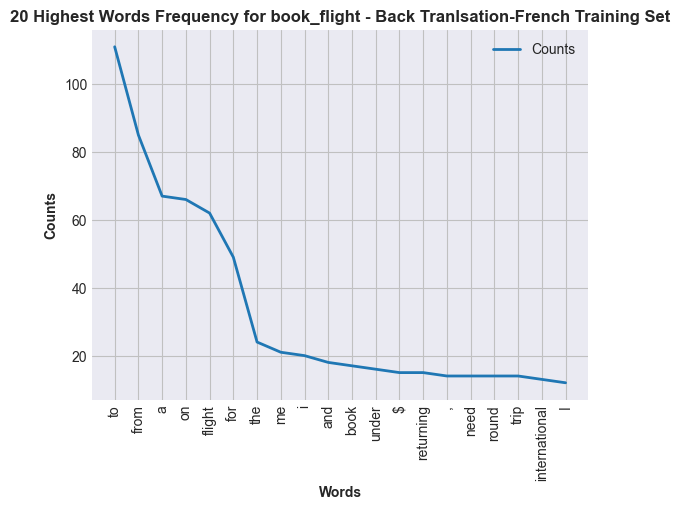 20 Highest Words Frequency for book_flight - Back Tranlsation-French Training Set
Counts
100
80
60
40
20
Counts
to
from
a
on
flight
for
the
me
i
and
book
under
$
returning
,
need
round
trip
international
I
Words